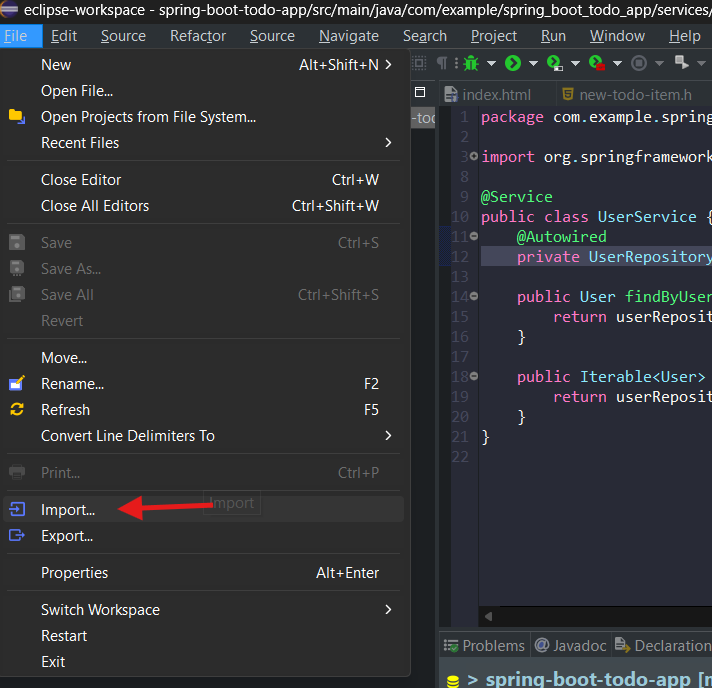 eclipse-workspace - spring-boot-todo-app/src/main/java/com/example/spring_boot_todo_app/services/
File Edit Source Refactor Source Navigate Search Project Run Window Help
New Alt+Shift+N
Open File...
Open Projects from File System...
Recent Files
Close Editor Ctrl+W
Close All Editors Ctrl+Shift+W
Save Ctrl+S
Save As...
Save All Ctrl+Shift+S
Revert
Move...
Rename... F2
Refresh F5
Convert Line Delimiters To
Print... Ctrl+P
Import... Import
Export...
Properties Alt+Enter
Switch Workspace
Restart
Exit
index.html new-todo-item.h
-tod
1 package com.example.spring
2
3 import org.springframework
8
9 @Service
10 public class UserService {
11 @Autowired
12 private UserRepository
13
14 public User findByUser
15 return userReposit
16 }
17
18 public Iterable<User>
19 return userReposit
20 }
21 }
22
Problems @ Javadoc Declaration
> spring-boot-todo-app [m